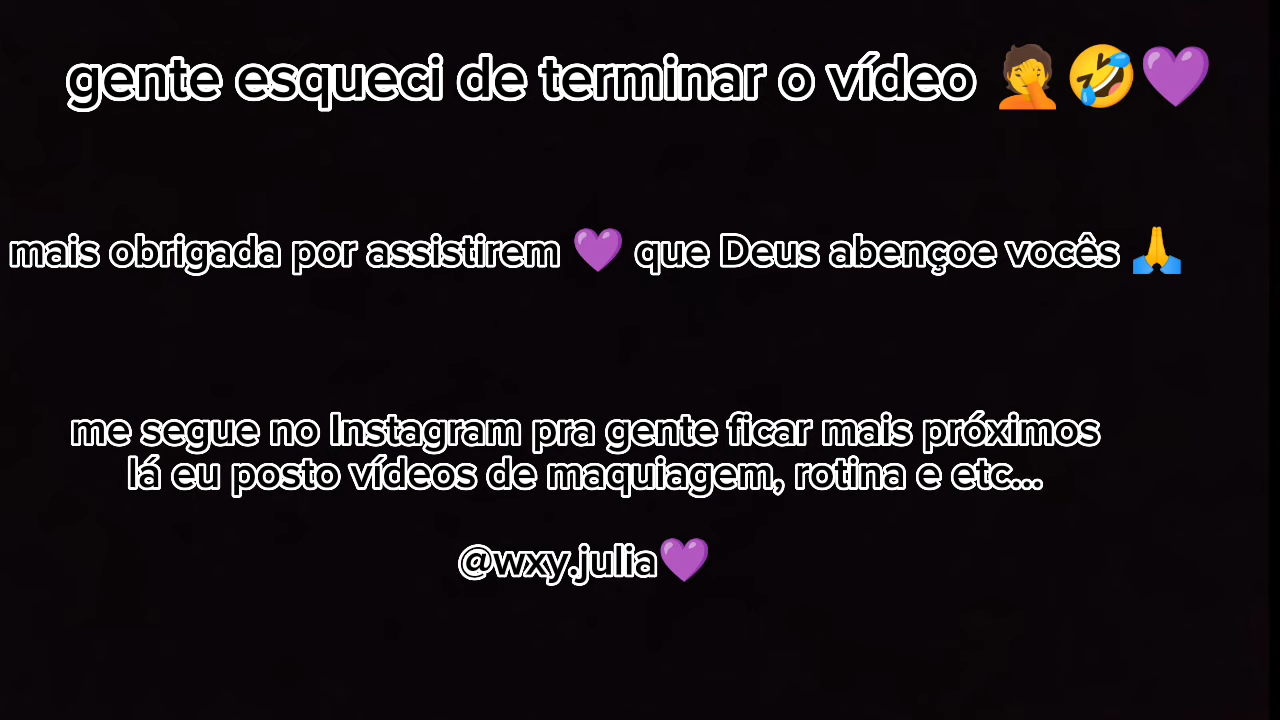 gente esqueci de terminar o vídeo 🤦🤣💜
mais obrigada por assistirem 💜 que Deus abençoe vocês 🙏
me segue no Instagram pra gente ficar mais próximos
lá eu posto vídeos de maquiagem, rotina e etc...
@wxy.julia💜